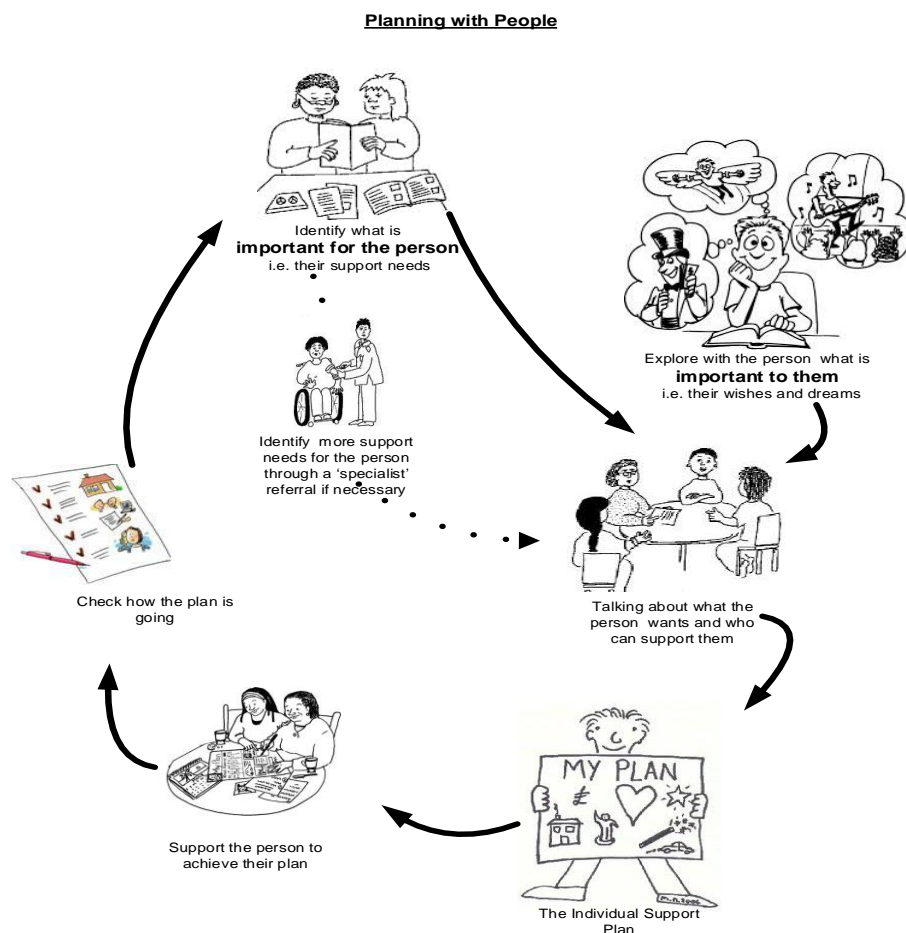 Planning with People
Identify what is
important for the person
i.e. their support needs
Explore with the person what is
important to them
i.e. their wishes and dreams
Identify more support
needs for the person
through a ‘specialist’
referral if necessary
Talking about what the
person wants and who
can support them
Check how the plan is
going
MY PLAN
£
M.R.2006
Support the person to
achieve their plan
The Individual Support
Plan